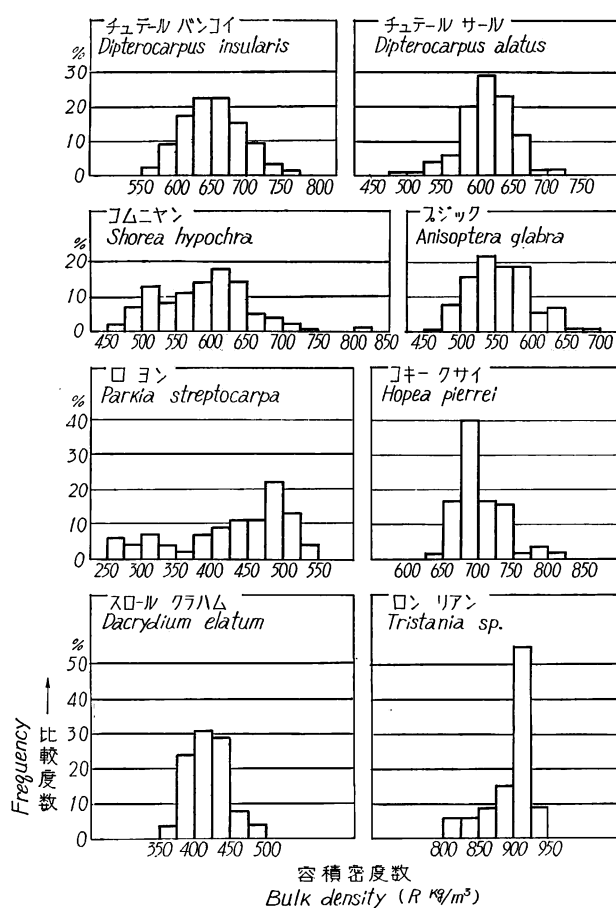 チュテール バンコイ
Dipterocarpus insularis
%
30
20
10
0
550 600 650 700 750 800
チュテール サール
Dipterocarpus alatus
450 500 550 600 650 700 750
コムニヤン
Shorea hypochra
%
20
10
0
450 500 550 600 650 700 750 800 850
プジック
Anisoptera glabra
450 500 550 600 650 700
ロヨン
Parkia streptocarpa
%
40
30
20
10
0
250 300 350 400 450 500 550
コキー クサイ
Hopea pierrei
600 650 700 750 800 850
スロール クラハム
Dacrydium elatum
%
50
40
30
20
10
0
350 400 450 500
ロン リアン
Tristania sp.
800 850 900 950
Frequency
比較度数
容積密度数
Bulk density (R Kg/m³)